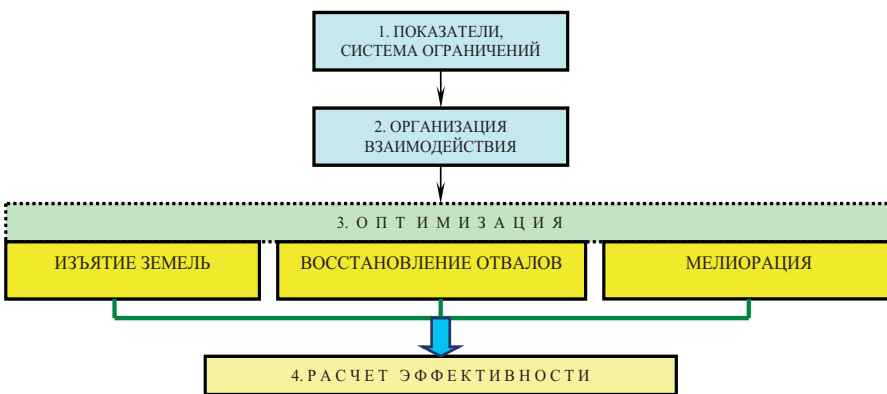 1. ПОКАЗАТЕЛИ,
СИСТЕМА ОГРАНИЧЕНИЙ
2. ОРГАНИЗАЦИЯ
ВЗАИМОДЕЙСТВИЯ
3. О П Т И М И З А Ц И Я
ИЗЪЯТИЕ ЗЕМЕЛЬ
ВОССТАНОВЛЕНИЕ ОТВАЛОВ
МЕЛИОРАЦИЯ
4. Р А С Ч Е Т Э Ф Ф Е К Т И В Н О С Т И